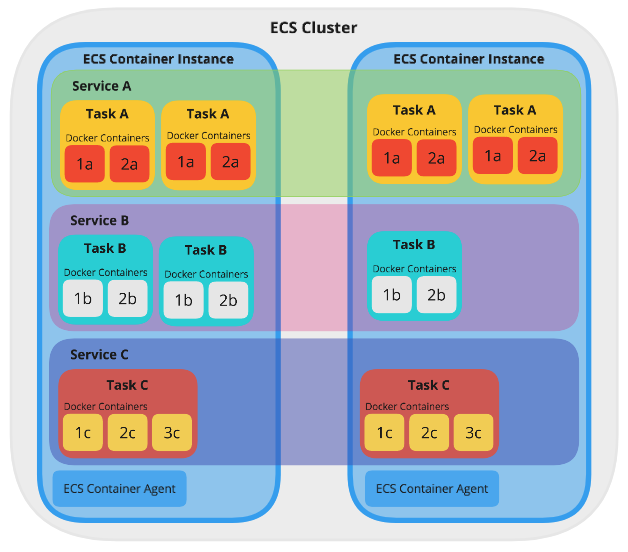 ECS Cluster
ECS Container Instance
ECS Container Instance
Service A
Task A
Docker Containers
1a 2a
Task A
Docker Containers
1a 2a
Task A
Docker Containers
1a 2a
Task A
Docker Containers
1a 2a
Service B
Task B
Docker Containers
1b 2b
Task B
Docker Containers
1b 2b
Task B
Docker Containers
1b 2b
Service C
Task C
Docker Containers
1c 2c 3c
Task C
Docker Containers
1c 2c 3c
ECS Container Agent
ECS Container Agent